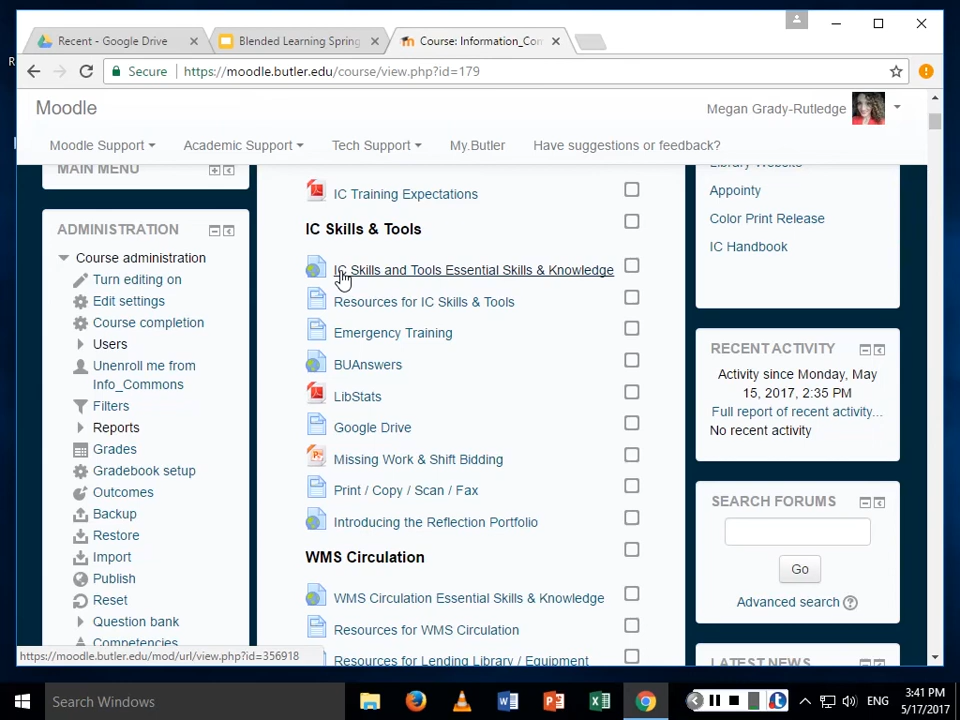 Recent - Google Drive
Blended Learning Spring
Course: Information_Con
Secure
https://moodle.butler.edu/course/view.php?id=179
Moodle
Megan Grady-Rutledge
Moodle Support
Academic Support
Tech Support
My.Butler
Have suggestions or feedback?
MAIN MENU
ADMINISTRATION
Course administration
Turn editing on
Edit settings
Course completion
Users
Unenroll me from
Info_Commons
Filters
Reports
Grades
Gradebook setup
Outcomes
Backup
Restore
Import
Publish
Reset
Question bank
Competencies
IC Training Expectations
IC Skills & Tools
IC Skills and Tools Essential Skills & Knowledge
Resources for IC Skills & Tools
Emergency Training
BUAnswers
LibStats
Google Drive
Missing Work & Shift Bidding
Print / Copy / Scan / Fax
Introducing the Reflection Portfolio
WMS Circulation
WMS Circulation Essential Skills & Knowledge
Resources for WMS Circulation
Resources for Lending Library / Equipment
Library Website
Appointy
Color Print Release
IC Handbook
RECENT ACTIVITY
Activity since Monday, May
15, 2017, 2:35 PM
Full report of recent activity...
No recent activity
SEARCH FORUMS
Go
Advanced search
LATEST NEWS
https://moodle.butler.edu/mod/url/view.php?id=356918
Search Windows
ENG
3:41 PM
5/17/2017